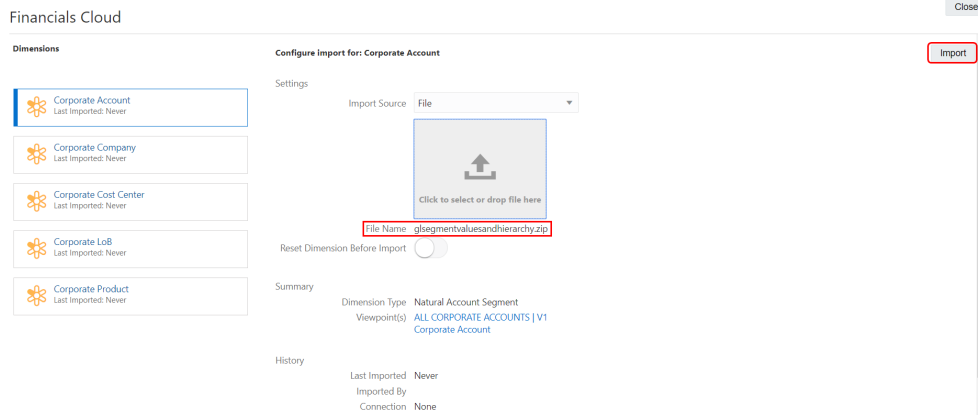 Close
Financials Cloud
Dimensions
Configure import for: Corporate Account
Import
Corporate Account
Last Imported: Never
Corporate Company
Last Imported: Never
Corporate Cost Center
Last Imported: Never
Corporate LoB
Last Imported: Never
Corporate Product
Last Imported: Never
Settings
Import Source File
Click to select or drop file here
File Name glsegmentvaluesandhierarchy.zip
Reset Dimension Before Import
Summary
Dimension Type Natural Account Segment
Viewpoint(s) ALL CORPORATE ACCOUNTS | V1
Corporate Account
History
Last Imported Never
Imported By
Connection None